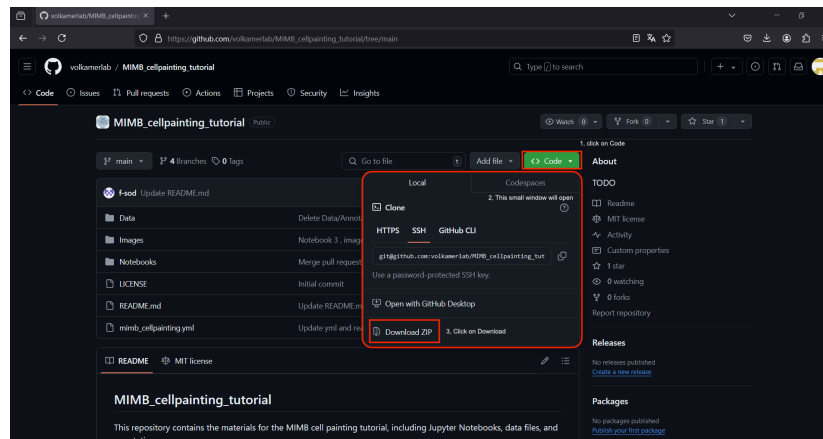 volkamerlab/MIMB_cellpaintin
https://github.com/volkamerlab/MIMB_cellpainting_tutorial/tree/main
volkamerlab / MIMB_cellpainting_tutorial
Type / to search
Code Issues Pull requests Actions Projects Security Insights
MIMB_cellpainting_tutorial Public
Watch 0 Fork 0 Star 1
1, click on Code
main 4 Branches 0 Tags Go to file t Add file Code
About
Local Codespaces
TODO
f-sod Update README.md
2, This small window will open
Clone
Readme
Data Delete Data/Annot
MIT license
HTTPS SSH GitHub CLI
Activity
Images Notebook 3 , imag
Custom properties
git@github.com:volkamerlab/MIMB_cellpainting_tut
Notebooks Merge pull request
1 star
Use a password-protected SSH key.
0 watching
LICENSE Initial commit
0 forks
README.md Update README.m
Open with GitHub Desktop
Report repository
mimb_cellpainting.yml Update yml and rea
Download ZIP 3, Click on Download
Releases
README MIT license
No releases published
Create a new release
MIMB_cellpainting_tutorial
Packages
This repository contains the materials for the MIMB cell painting tutorial, including Jupyter Notebooks, data files, and
No packages published
Publish your first package